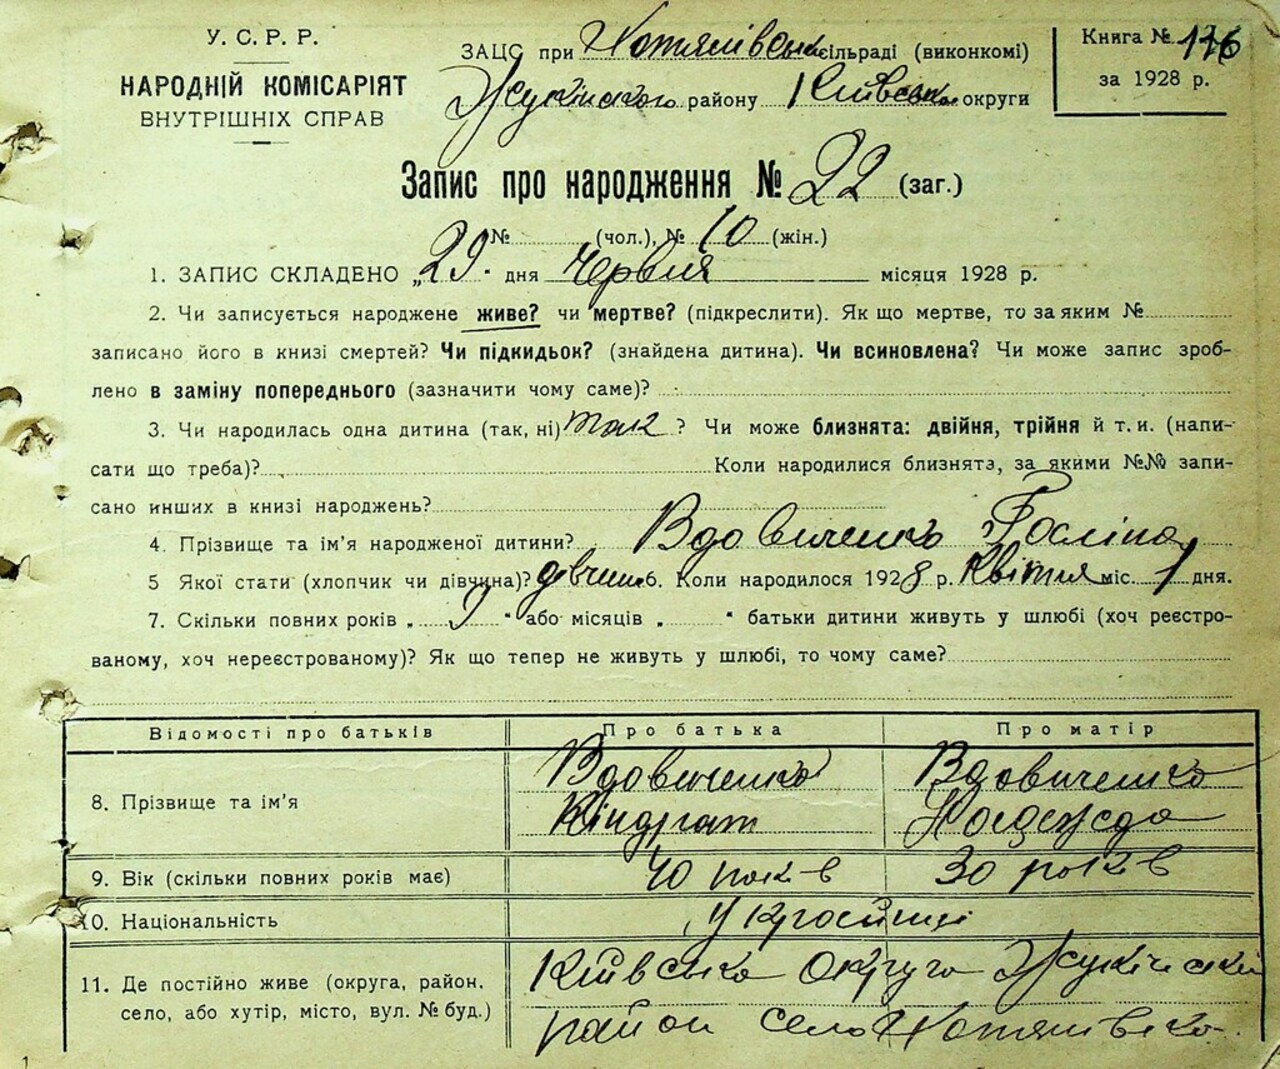 У. С. Р. Р.
НАРОДНІЙ КОМІСАРІЯТ
ВНУТРІШНІХ СПРАВ
ЗАЦС при Хотянівській сільраді (виконкомі)
Жукінского району Київської округи
Книга № 176
за 1928 р.
Запис про народження № 22 (заг.)
№ (чол.), № 10 (жін.)
1. ЗАПИС СКЛАДЕНО „29" дня Червня місяця 1928 р.
2. Чи записується народжене живе? чи мертве? (підкреслити). Як що мертве, то за яким №
записано його в книзі смертей? Чи підкидьок? (знайдена дитина). Чи всиновлена? Чи може запис зроб-
лено в заміну попереднього (зазначити чому саме)?
3. Чи народилась одна дитина (так, ні) так ? Чи може близнята: двійня, трійня й т. и. (напи-
сати що треба)? Коли народилися близнята, за якими №№ запи-
сано инших в книзі народжень?
4. Прізвище та ім'я народженої дитини? Вдовиченко
5 Якої стати (хлопчик чи дівчина)? дівчин 6. Коли народилося 1928 р. Квітня міс. 1 дня.
7. Скільки повних років „ 9 " або місяців „ " батьки дитини живуть у шлюбі (хоч реєстро-
ваному, хоч нереєстрованому)? Як що тепер не живуть у шлюбі, то чому саме?
Відомості про батьків Про батька Про матір
8. Прізвище та ім'я Вдовиченко Кіндрат Вдовиченко Надежда
9. Вік (скільки повних років має) 40 років 30 років
10. Національність Українці
11. Де постійно живе (округа, район, Київська округа Жукінский
село, або хутір, місто, вул. № буд.) район село Хотянівка
1